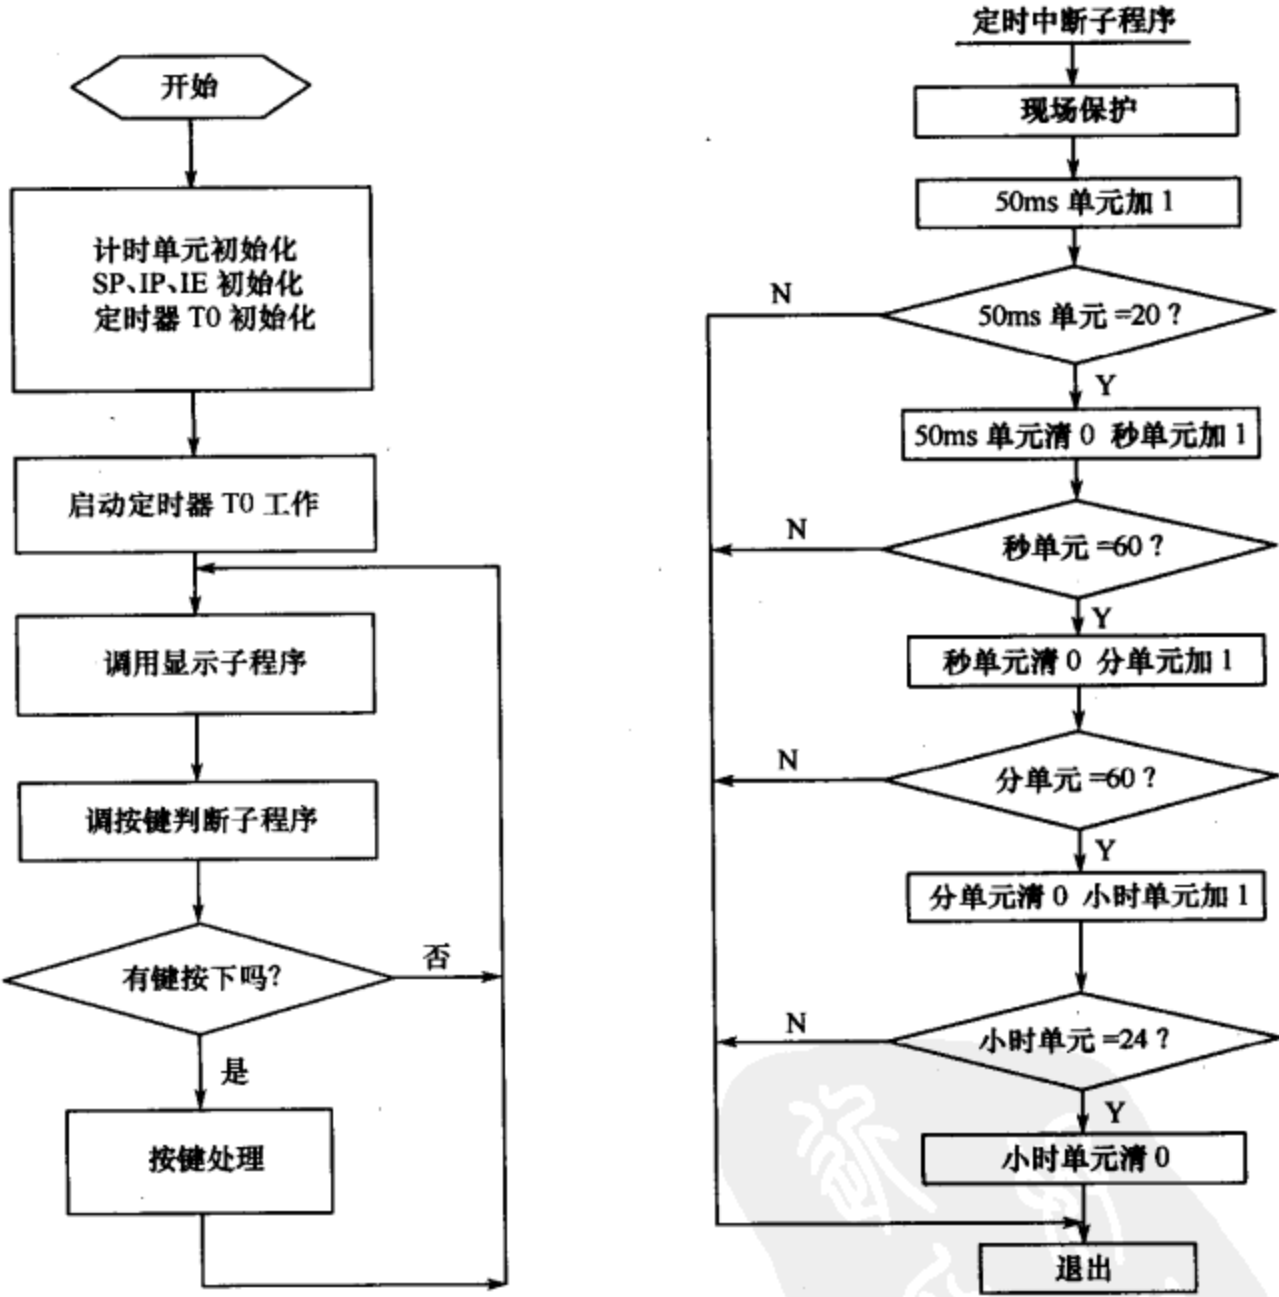 开始
计时单元初始化
SP、IP、IE 初始化
定时器 T0 初始化
启动定时器 T0 工作
调用显示子程序
调按键判断子程序
有键按下吗?
否
是
按键处理
定时中断子程序
现场保护
50ms 单元加 1
50ms 单元 =20 ?
N
Y
50ms 单元清 0 秒单元加 1
秒单元 =60 ?
N
Y
秒单元清 0 分单元加 1
分单元 =60 ?
N
Y
分单元清 0 小时单元加 1
小时单元 =24 ?
N
Y
小时单元清 0
退出